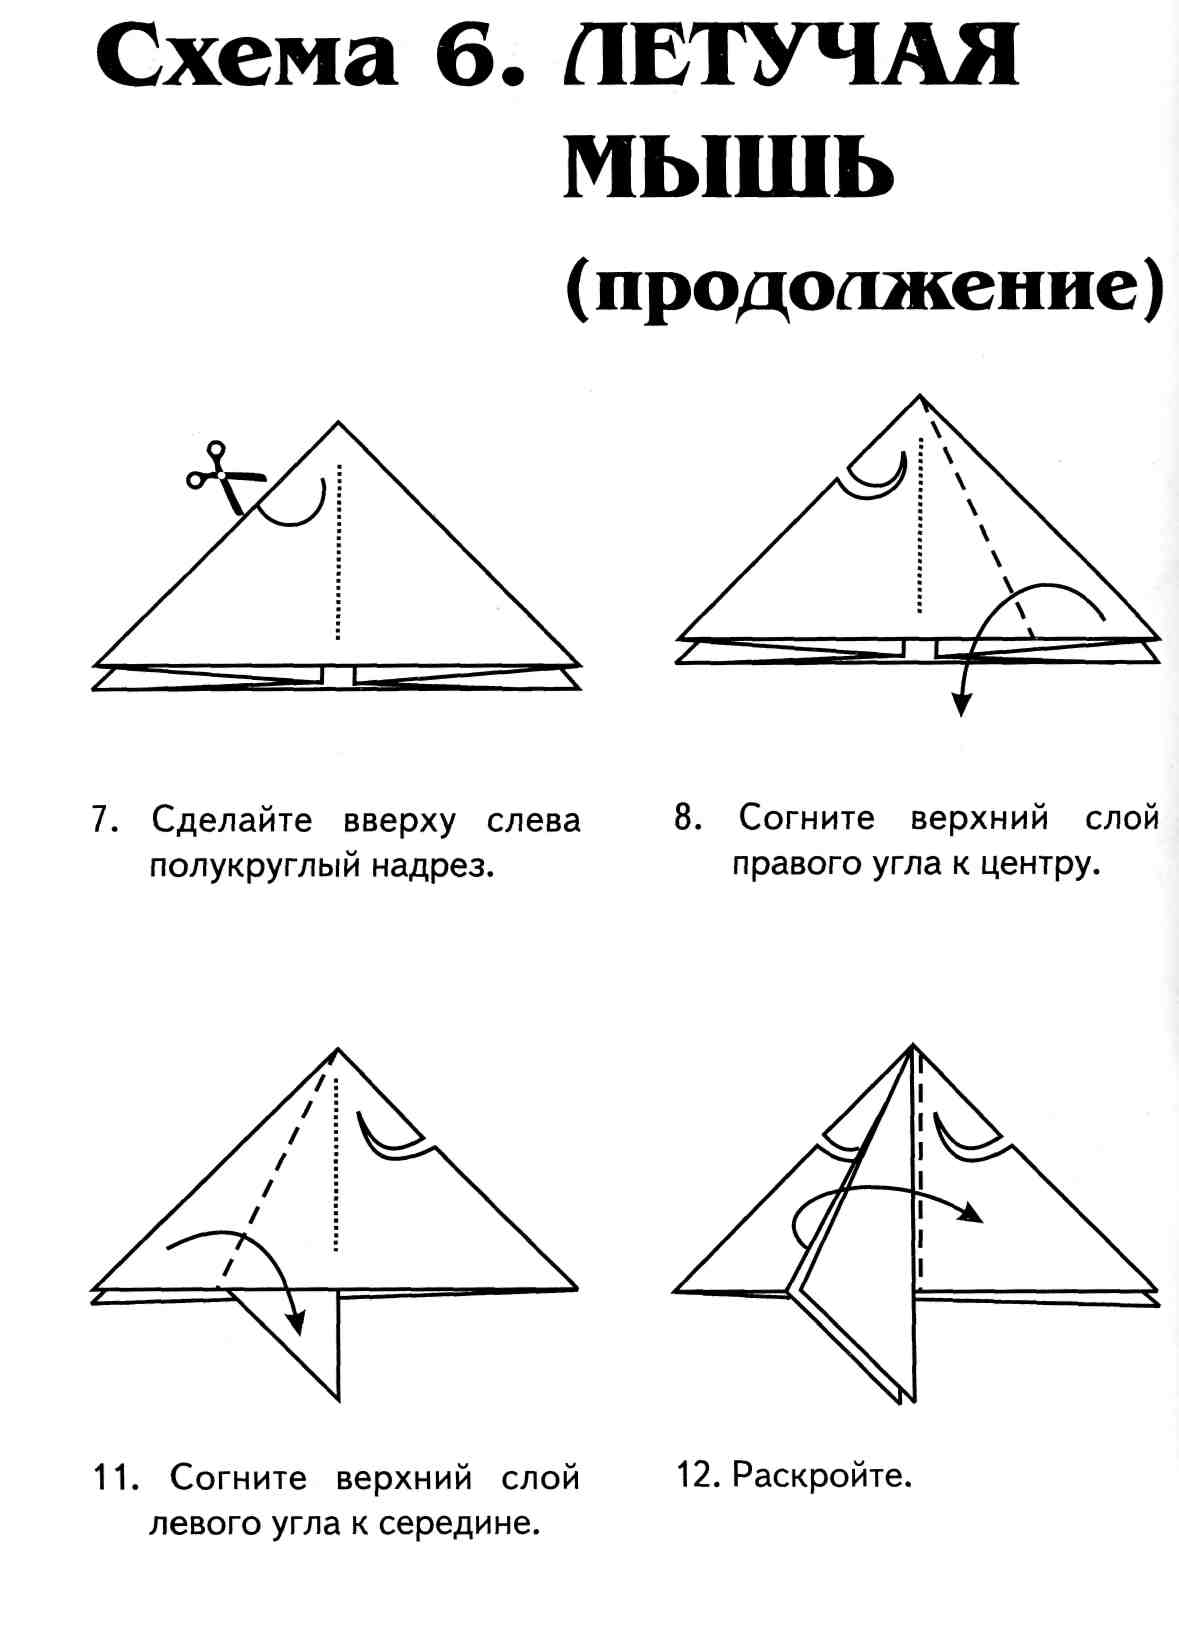 Схема 6. ЛЕТУЧАЯ
МЫШЬ
(продолжение)
7. Сделайте вверху слева
полукруглый надрез.
8. Согните верхний слой
правого угла к центру.
11. Согните верхний слой
левого угла к середине.
12. Раскройте.